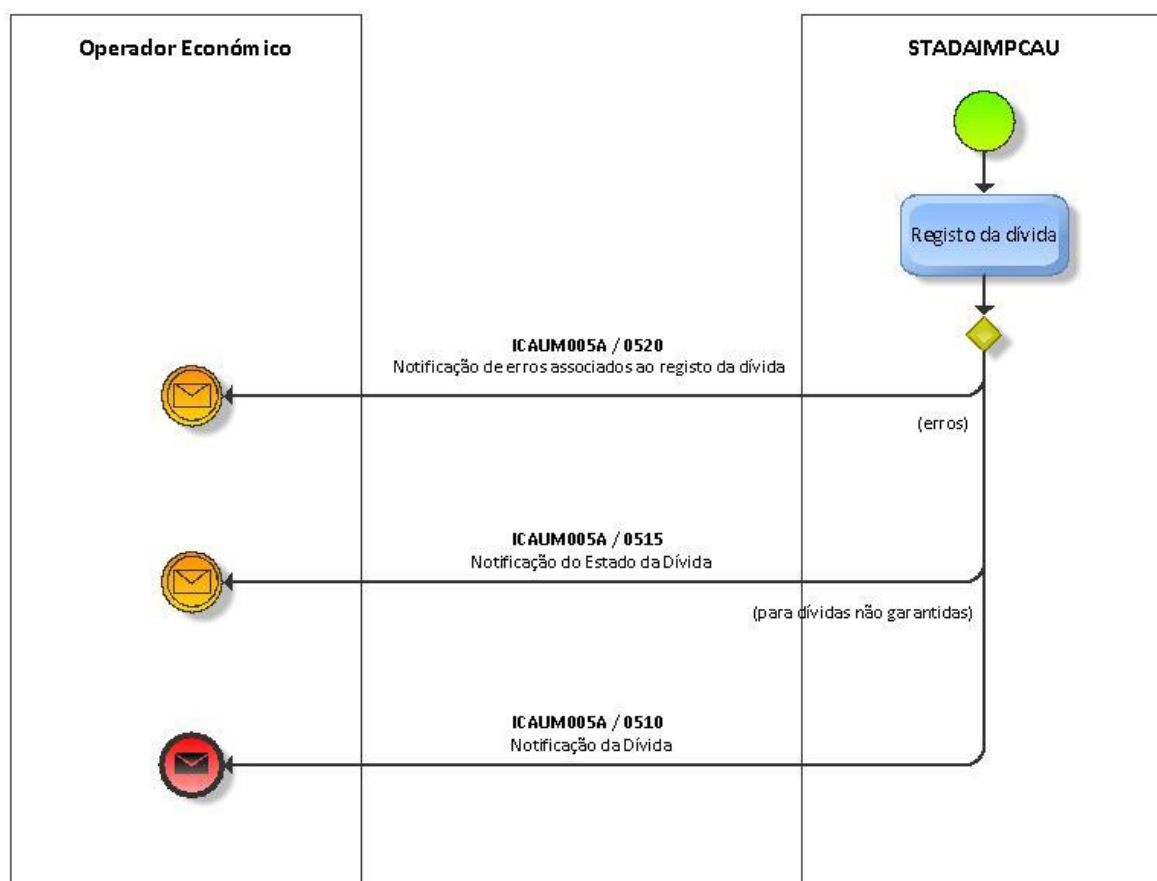 Operador Económico
STADAIMPCAU
Registo da dívida
ICAUM005A / 0520
Notificação de erros associados ao registo da dívida
(erros)
ICAUM005A / 0515
Notificação do Estado da Dívida
(para dívidas não garantidas)
ICAUM005A / 0510
Notificação da Dívida